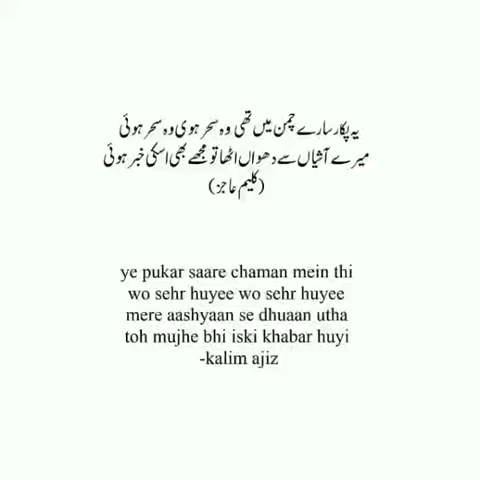 یہ پکار سارے چمن میں تھی وہ سحر ہوی وہ سحر ہوئی
میرے آشیاں سے دھواں اٹھا تو مجھے بھی اسکی خبر ہوئی
(کلیم عاجز)
ye pukar saare chaman mein thi
wo sehr huyee wo sehr huyee
mere aashyaan se dhuaan utha
toh mujhe bhi iski khabar huyi
-kalim ajiz